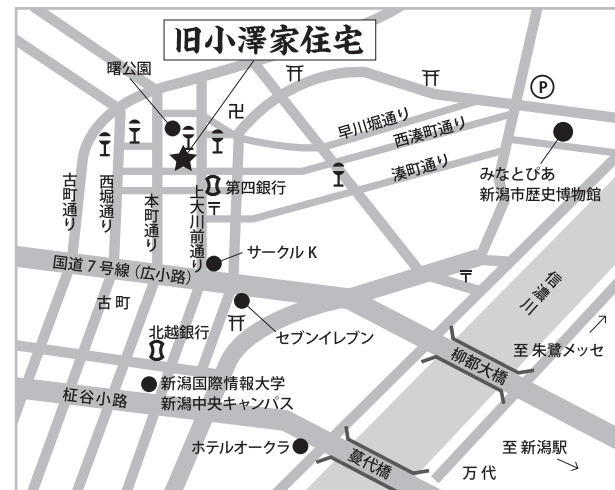 旧小澤家住宅
曙公園
卍
P
早川堀通り
西湊町通り
湊町通り
みなとぴあ
新潟市歴史博物館
古町通り
西堀通り
本町通り
上大川前通り
第四銀行
〒
サークルK
国道7号線(広小路)
〒
信濃川
古町
北越銀行
セブンイレブン
至 朱鷺メッセ
柳都大橋
新潟国際情報大学
新潟中央キャンパス
柾谷小路
ホテルオークラ
萬代橋
万代
至 新潟駅